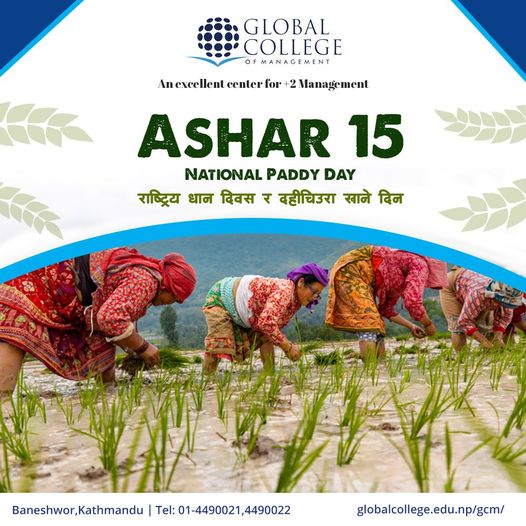 GLOBAL
COLLEGE
OF MANAGEMENT
An excellent center for +2 Management
ASHAR 15
NATIONAL PADDY DAY
राष्ट्रिय धान दिवस र दहीचिउरा खाने दिन
Baneshwor,Kathmandu | Tel: 01-4490021,4490022
globalcollege.edu.np/gcm/